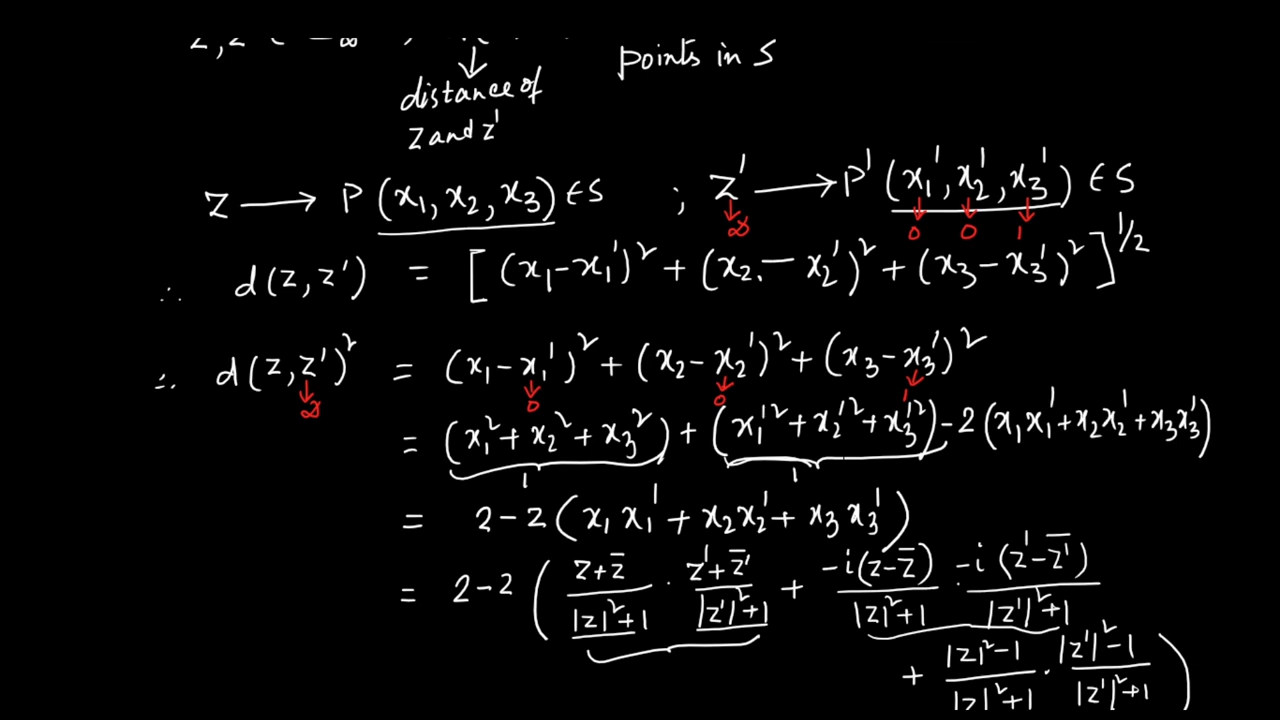 points in S
↓
distance of
z and z'
z ⟶ P (x₁, x₂, x₃) ∈ S ; z' ⟶ P' (x₁', x₂', x₃') ∈ S
↓ ∞ ↓ 0 ↓ 0 ↓ 1
∴ d(z, z') = [(x₁-x₁')² + (x₂-x₂')² + (x₃-x₃')²]^1/2
∴ d(z, z')² = (x₁-x₁')² + (x₂-x₂')² + (x₃-x₃')²
↓ ∞ ↓ 0 ↓ 0 ↓ 1
= (x₁²+x₂²+x₃²) + (x₁'²+x₂'²+x₃'²) - 2(x₁x₁'+x₂x₂'+x₃x₃')
1 1
= 2-2(x₁x₁' + x₂x₂' + x₃x₃')
= 2-2( (z+z̄)/(|z|²+1) · (z'+z̄')/(|z'|²+1) + (-i(z-z̄))/(|z|²+1) · (-i(z'-z̄'))/(|z'|²+1)
+ (|z|²-1)/(|z|²+1) · (|z'|²-1)/(|z'|²+1) )